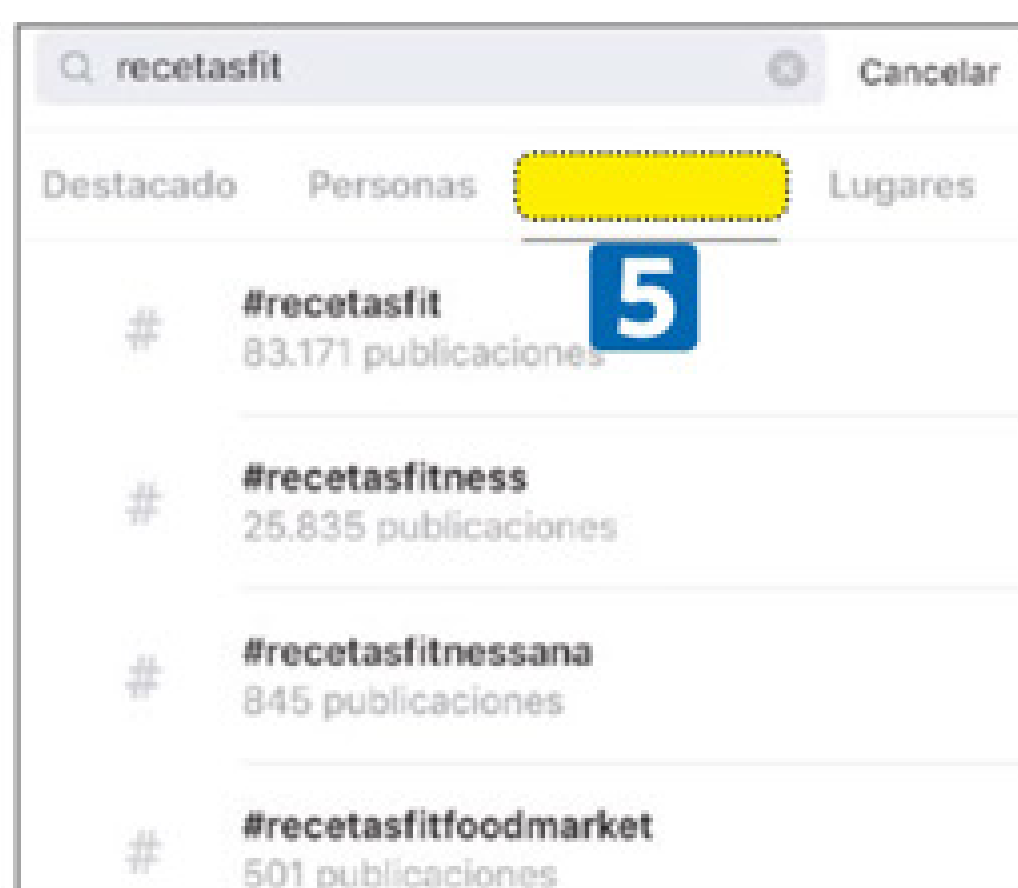 recetasfit Cancelar
Destacado Personas Lugares
5
#
#recetasfit
83.171 publicaciones
#
#recetasfitness
25.835 publicaciones
#
#recetasfitnessana
845 publicaciones
#
#recetasfitfoodmarket
501 publicaciones